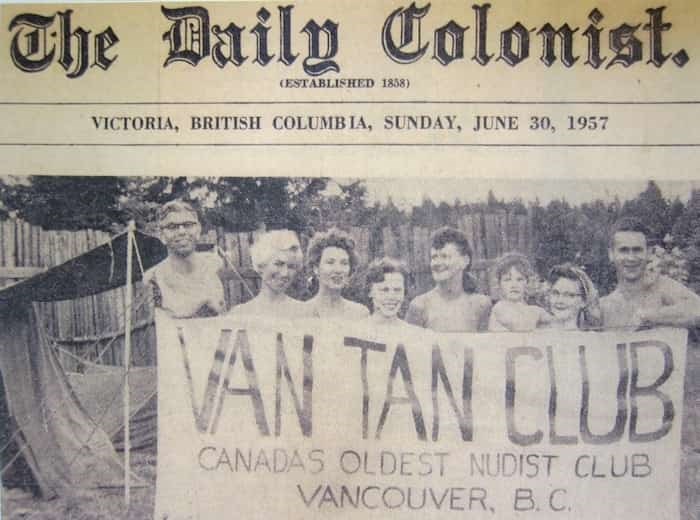 The Daily Colonist.
(ESTABLISHED 1858)
VICTORIA, BRITISH COLUMBIA, SUNDAY, JUNE 30, 1957
VAN TAN CLUB
CANADAS OLDEST NUDIST CLUB
VANCOUVER, B.C.